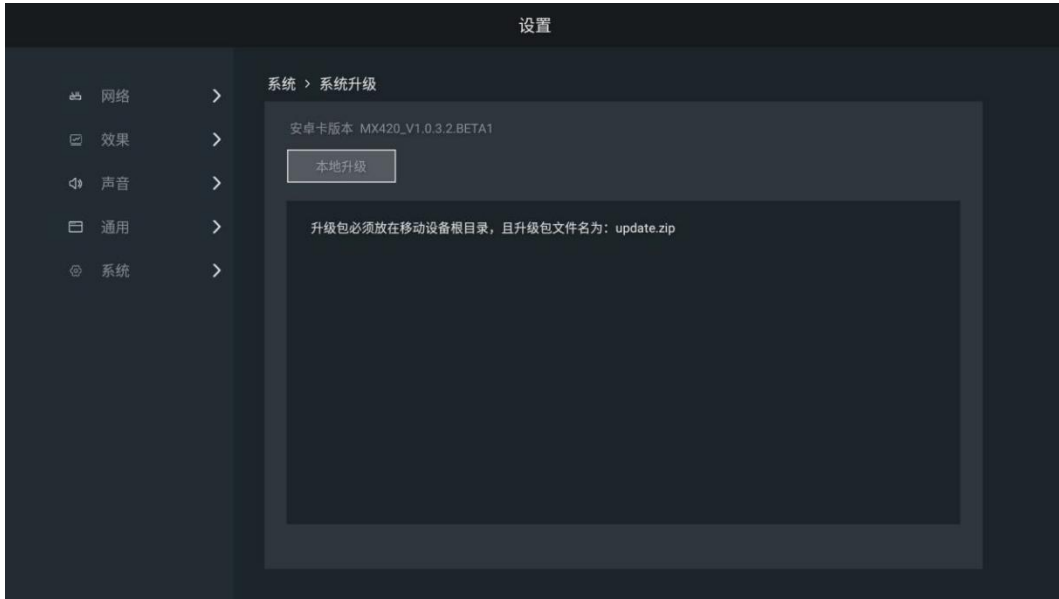 设置
网络
效果
声音
通用
系统
系统 > 系统升级
安卓卡版本 MX420_V1.0.3.2.BETA1
本地升级
升级包必须放在移动设备根目录，且升级包文件名为：update.zip